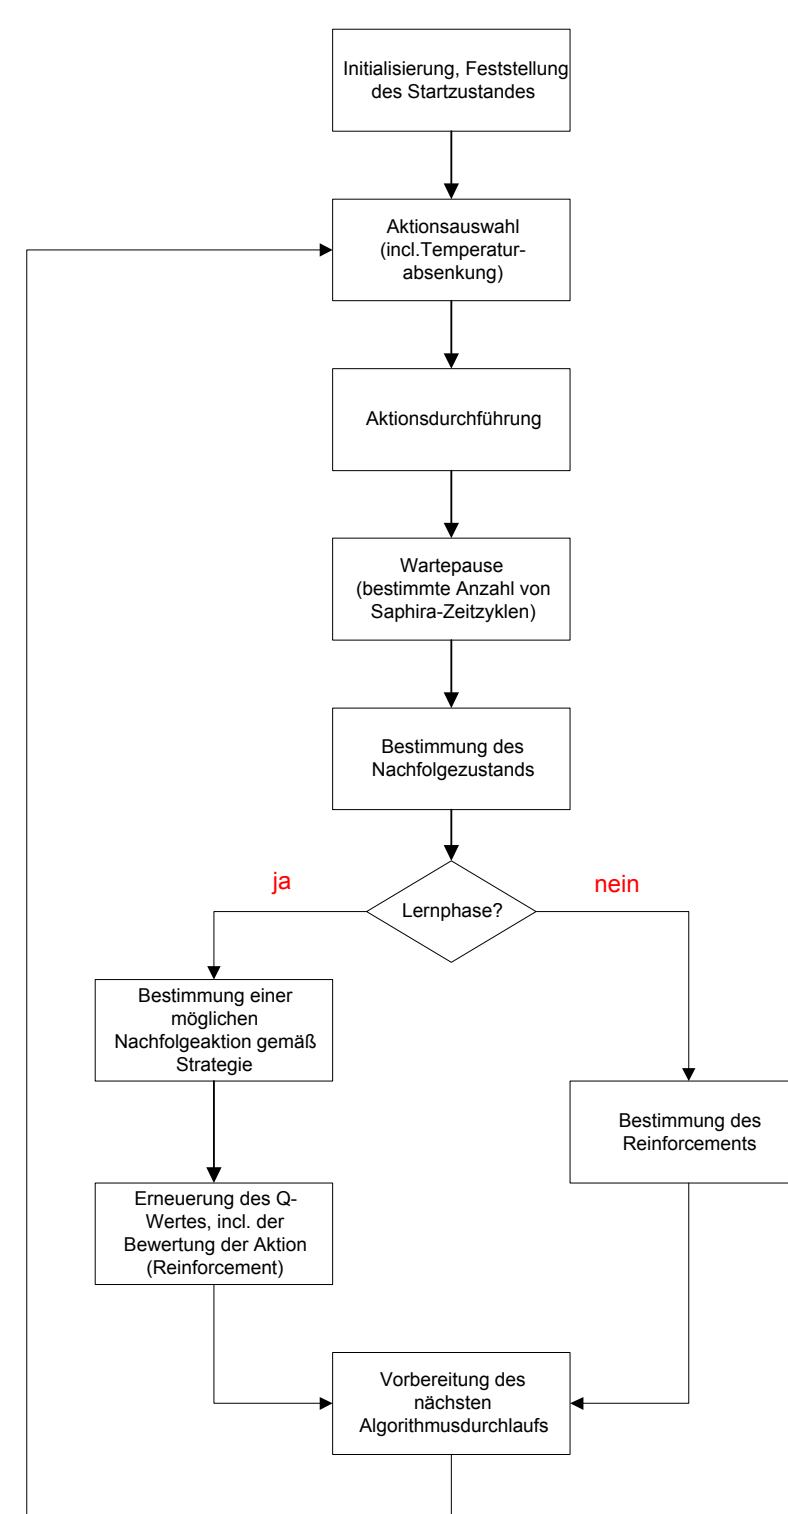 Initialisierung, Feststellung
des Startzustandes
Aktionsauswahl
(incl.Temperatur-
absenkung)
Aktionsdurchführung
Wartepause
(bestimmte Anzahl von
Saphira-Zeitzyklen)
Bestimmung des
Nachfolgezustands
ja
nein
Lernphase?
Bestimmung einer
möglichen
Nachfolgeaktion gemäß
Strategie
Bestimmung des
Reinforcements
Erneuerung des Q-
Wertes, incl. der
Bewertung der Aktion
(Reinforcement)
Vorbereitung des
nächsten
Algorithmusdurchlaufs